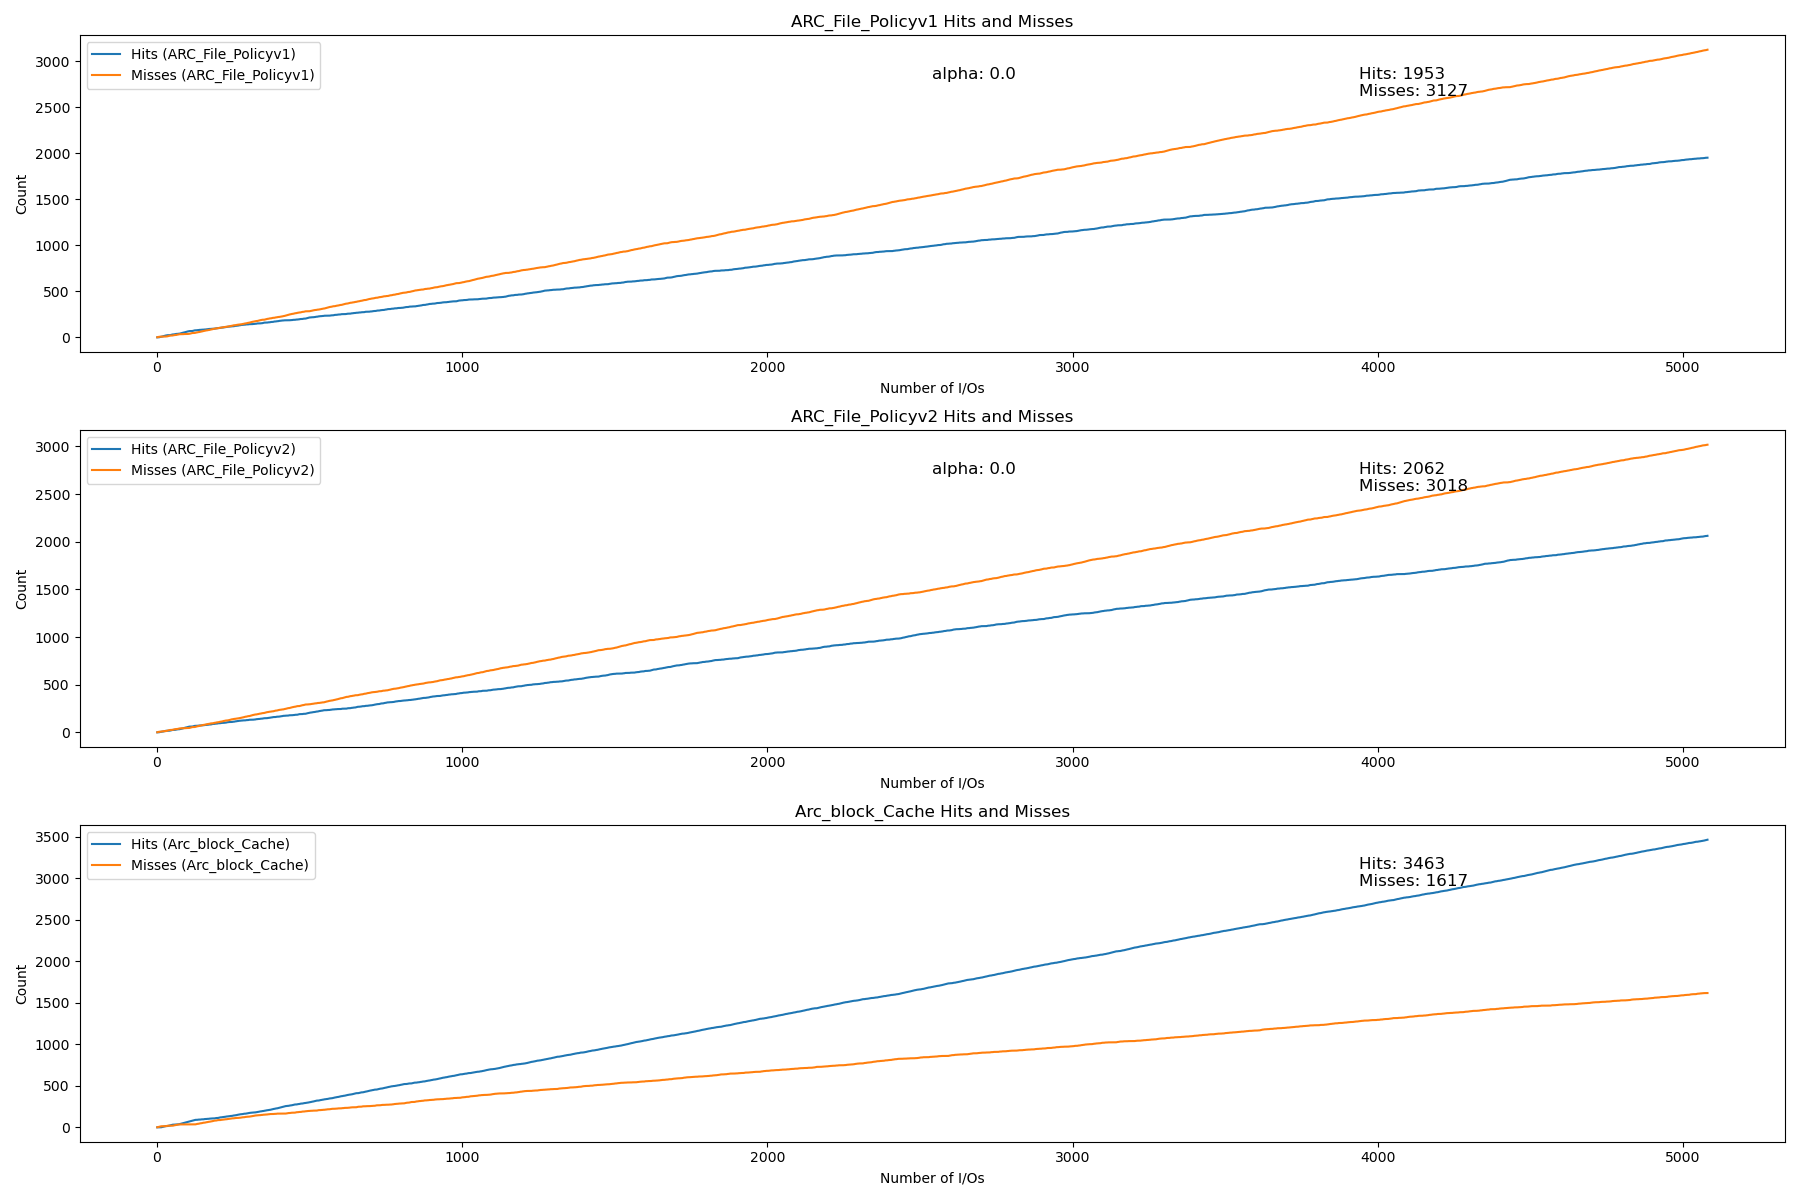 ARC_File_Policyv1 Hits and Misses
Hits (ARC_File_Policyv1)
Misses (ARC_File_Policyv1)
alpha: 0.0
Hits: 1953
Misses: 3127
Count
3000
2500
2000
1500
1000
500
0
0 1000 2000 3000 4000 5000
Number of I/Os
ARC_File_Policyv2 Hits and Misses
Hits (ARC_File_Policyv2)
Misses (ARC_File_Policyv2)
alpha: 0.0
Hits: 2062
Misses: 3018
Count
3000
2500
2000
1500
1000
500
0
0 1000 2000 3000 4000 5000
Number of I/Os
Arc_block_Cache Hits and Misses
Hits (Arc_block_Cache)
Misses (Arc_block_Cache)
Hits: 3463
Misses: 1617
Count
3500
3000
2500
2000
1500
1000
500
0
0 1000 2000 3000 4000 5000
Number of I/Os